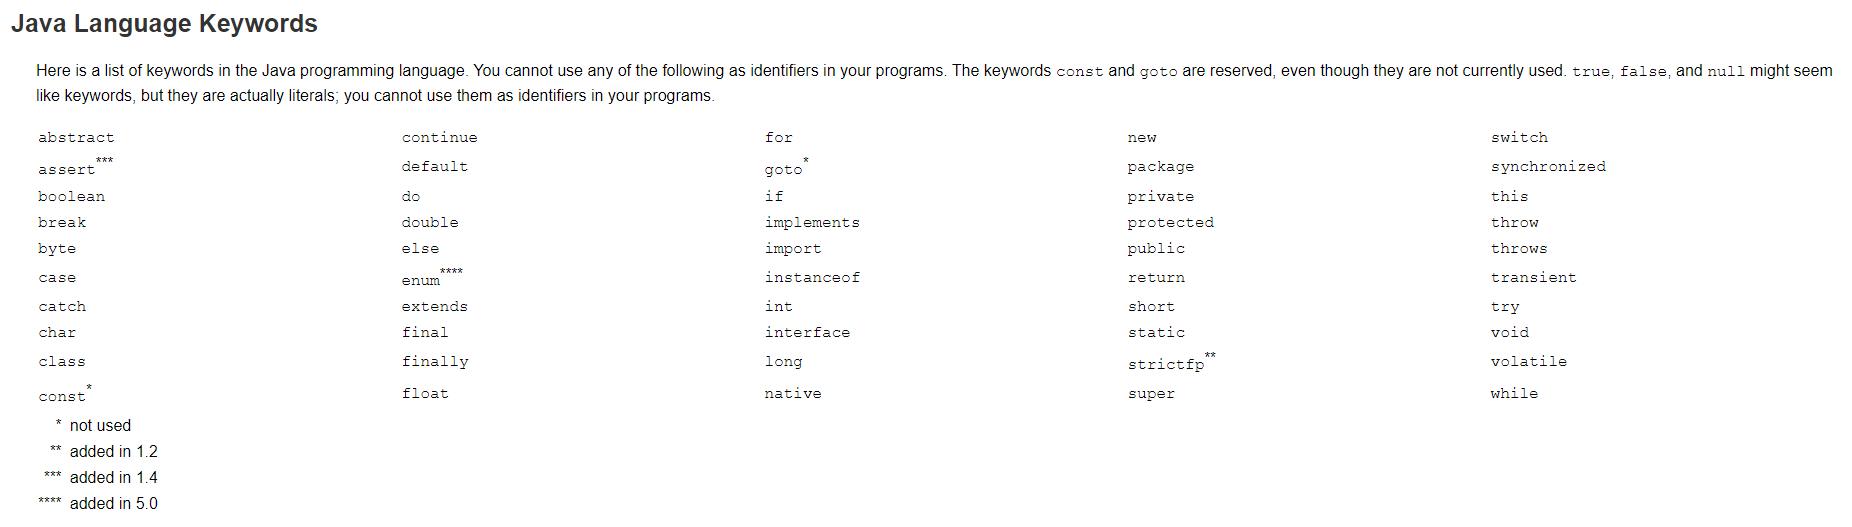 Java Language Keywords
Here is a list of keywords in the Java programming language. You cannot use any of the following as identifiers in your programs. The keywords const and goto are reserved, even though they are not currently used. true, false, and null might seem
like keywords, but they are actually literals; you cannot use them as identifiers in your programs.
abstract continue for new switch
assert*** default goto* package synchronized
boolean do if private this
break double implements protected throw
byte else import public throws
case enum**** instanceof return transient
catch extends int short try
char final interface static void
class finally long strictfp** volatile
const* float native super while
* not used
** added in 1.2
*** added in 1.4
**** added in 5.0